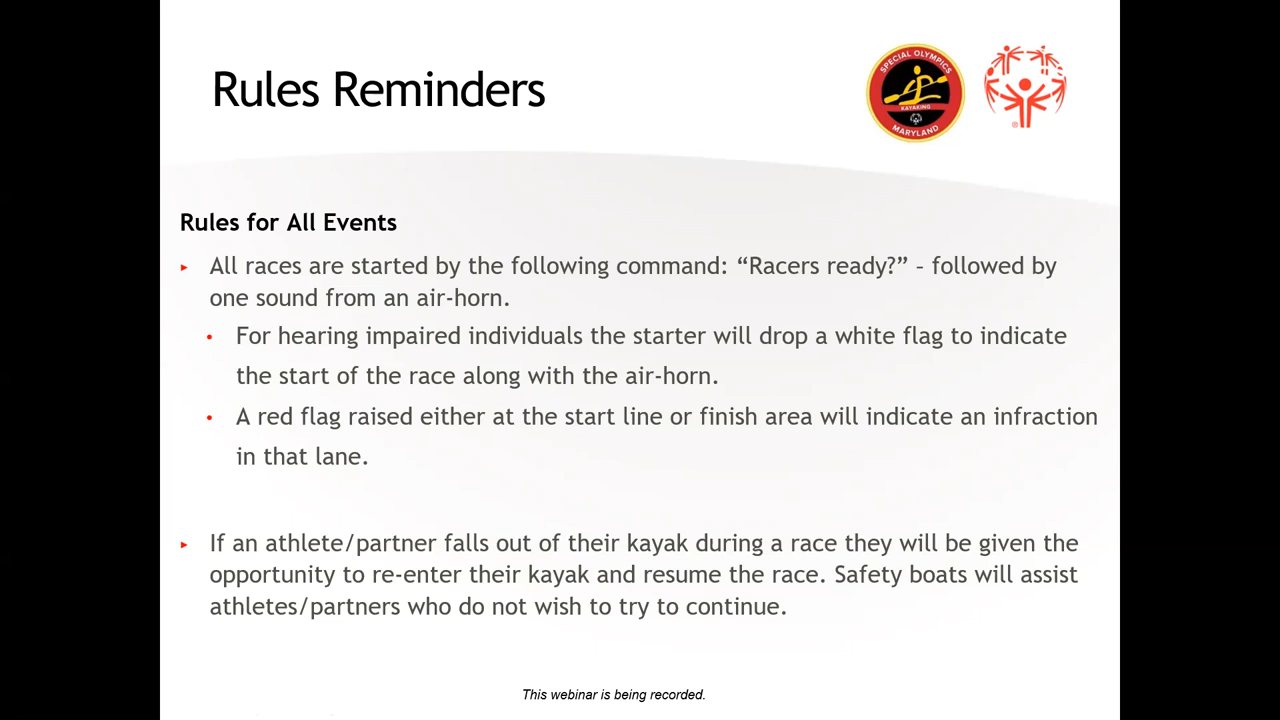 Rules Reminders
SPECIAL OLYMPICS
KAYAKING
MARYLAND
®
Rules for All Events
All races are started by the following command: “Racers ready?” – followed by
one sound from an air-horn.
For hearing impaired individuals the starter will drop a white flag to indicate
the start of the race along with the air-horn.
A red flag raised either at the start line or finish area will indicate an infraction
in that lane.
If an athlete/partner falls out of their kayak during a race they will be given the
opportunity to re-enter their kayak and resume the race. Safety boats will assist
athletes/partners who do not wish to try to continue.
This webinar is being recorded.